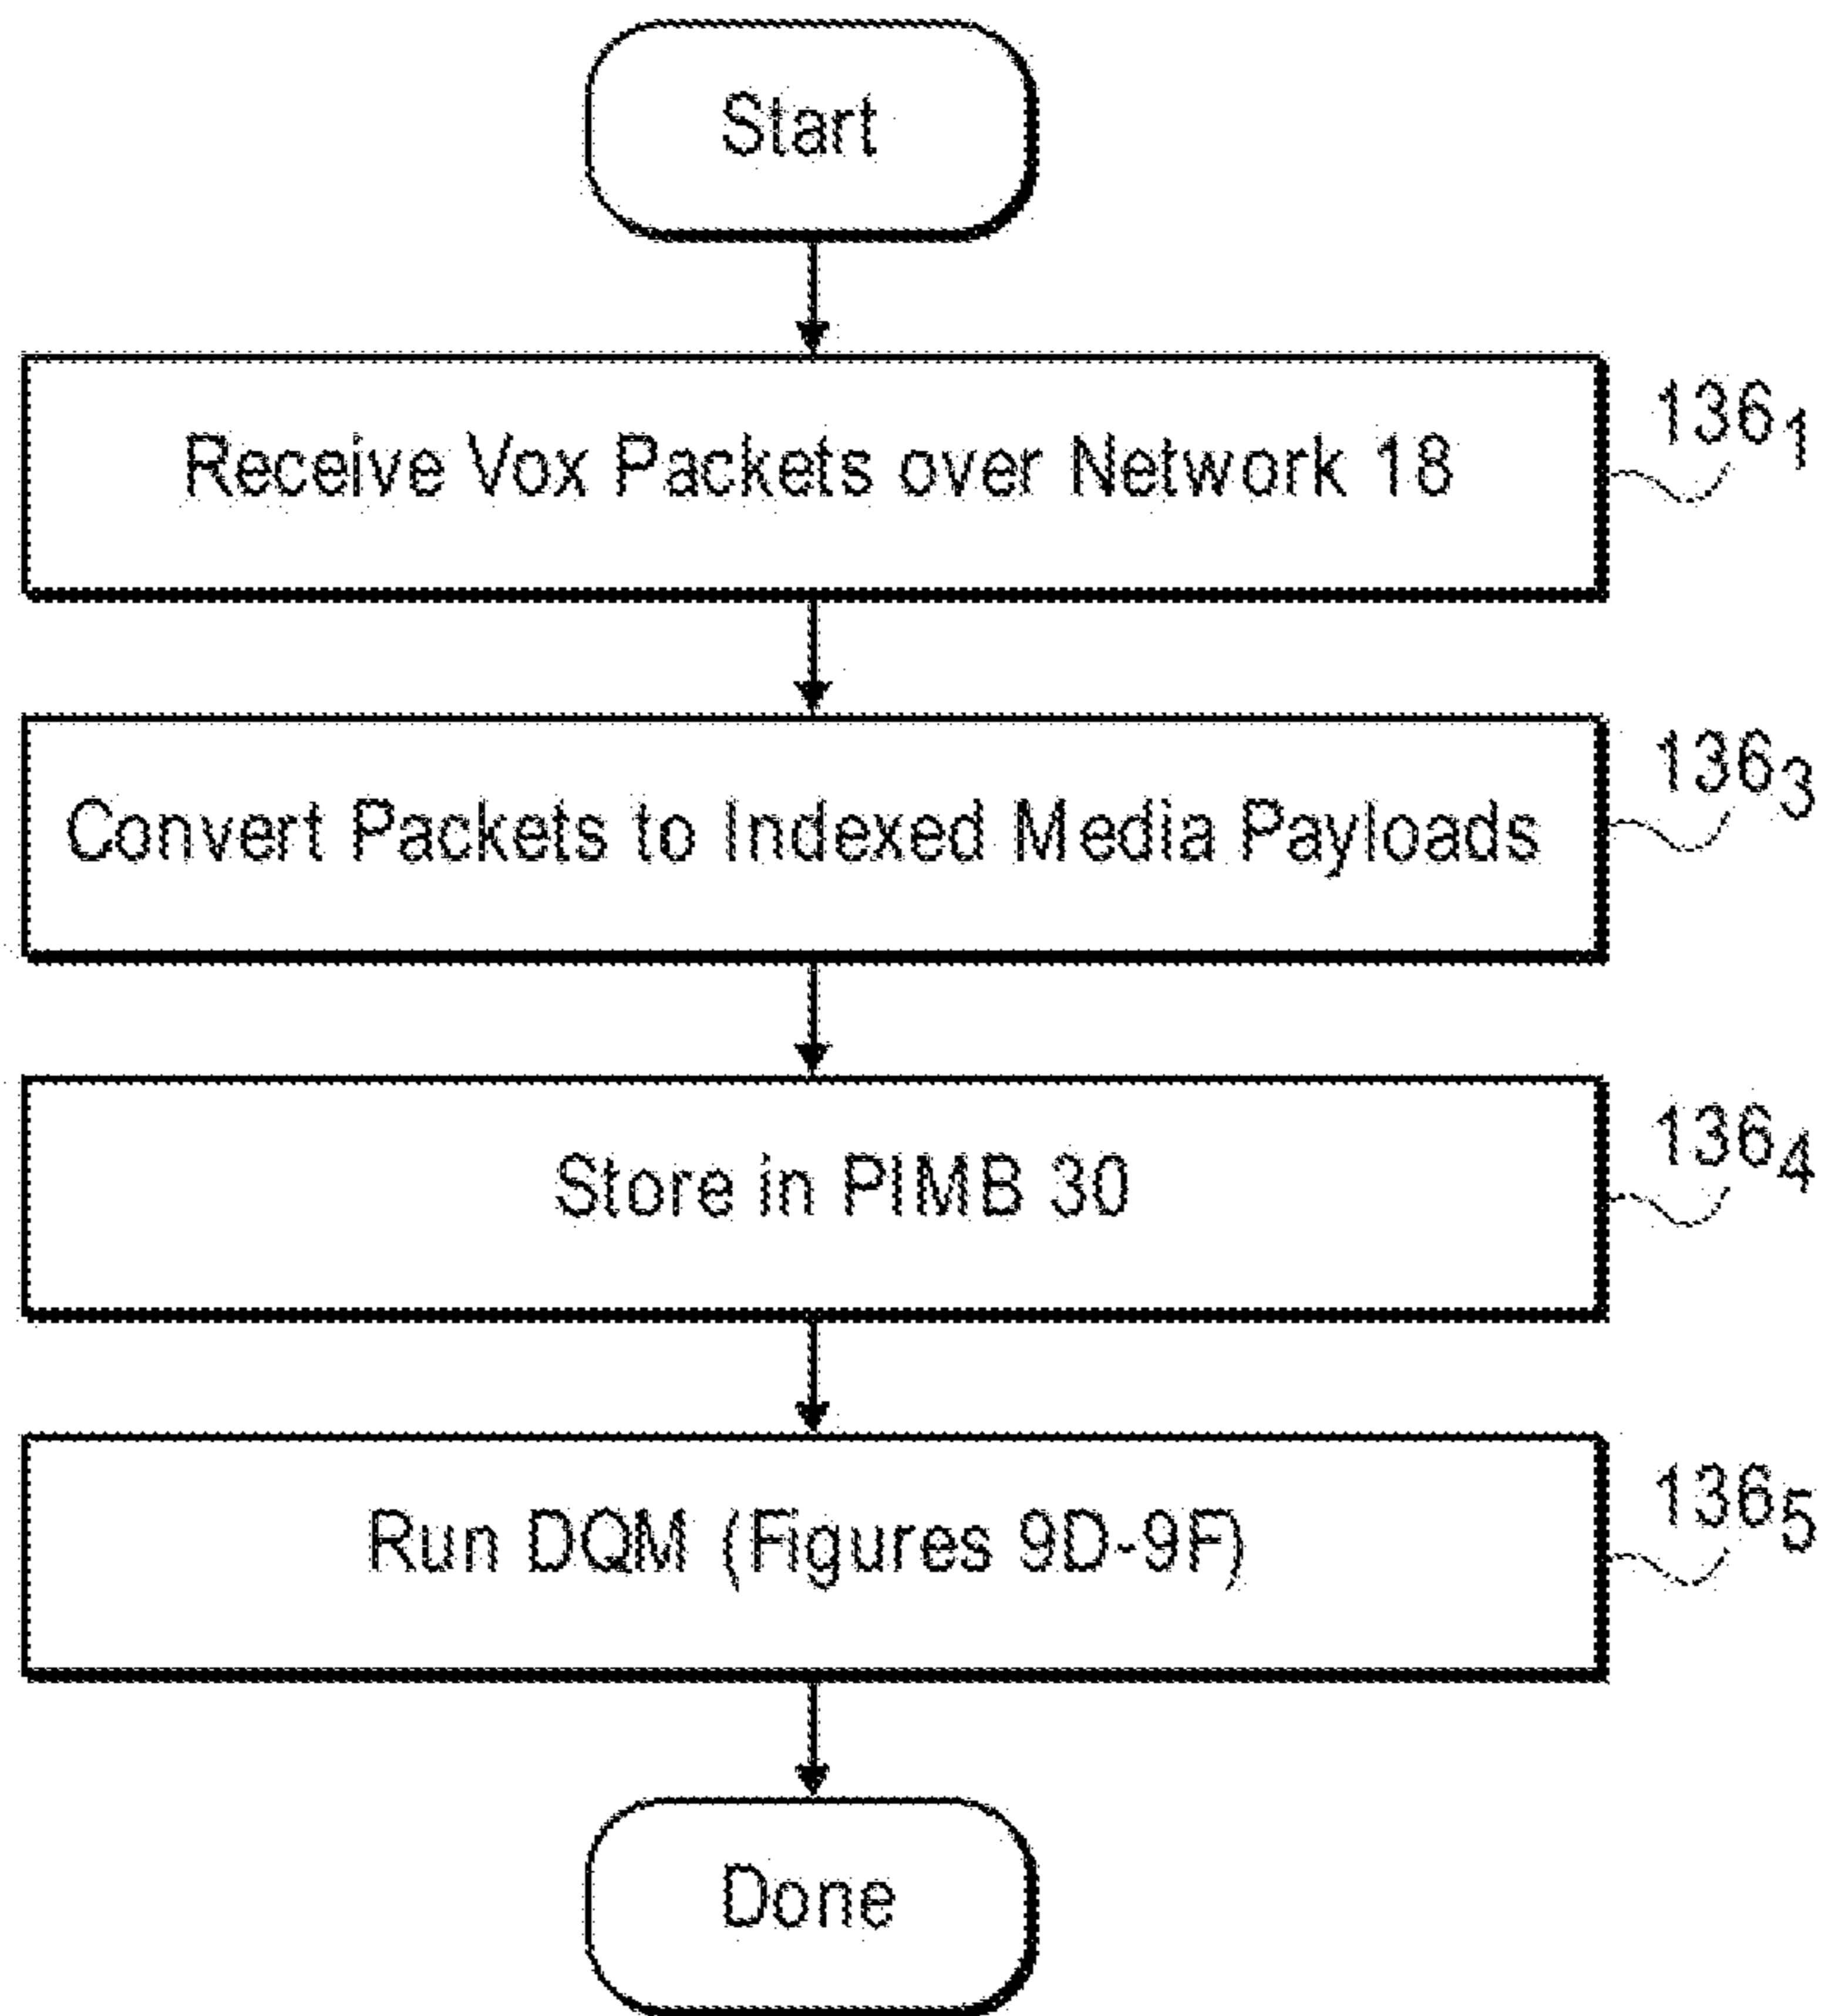 Start
Receive Vox Packets over Network 18
136₁
Convert Packets to Indexed Media Payloads
136₃
Store in PIMB 30
136₄
Run DQM (Figures 9D-9F)
136₅
Done